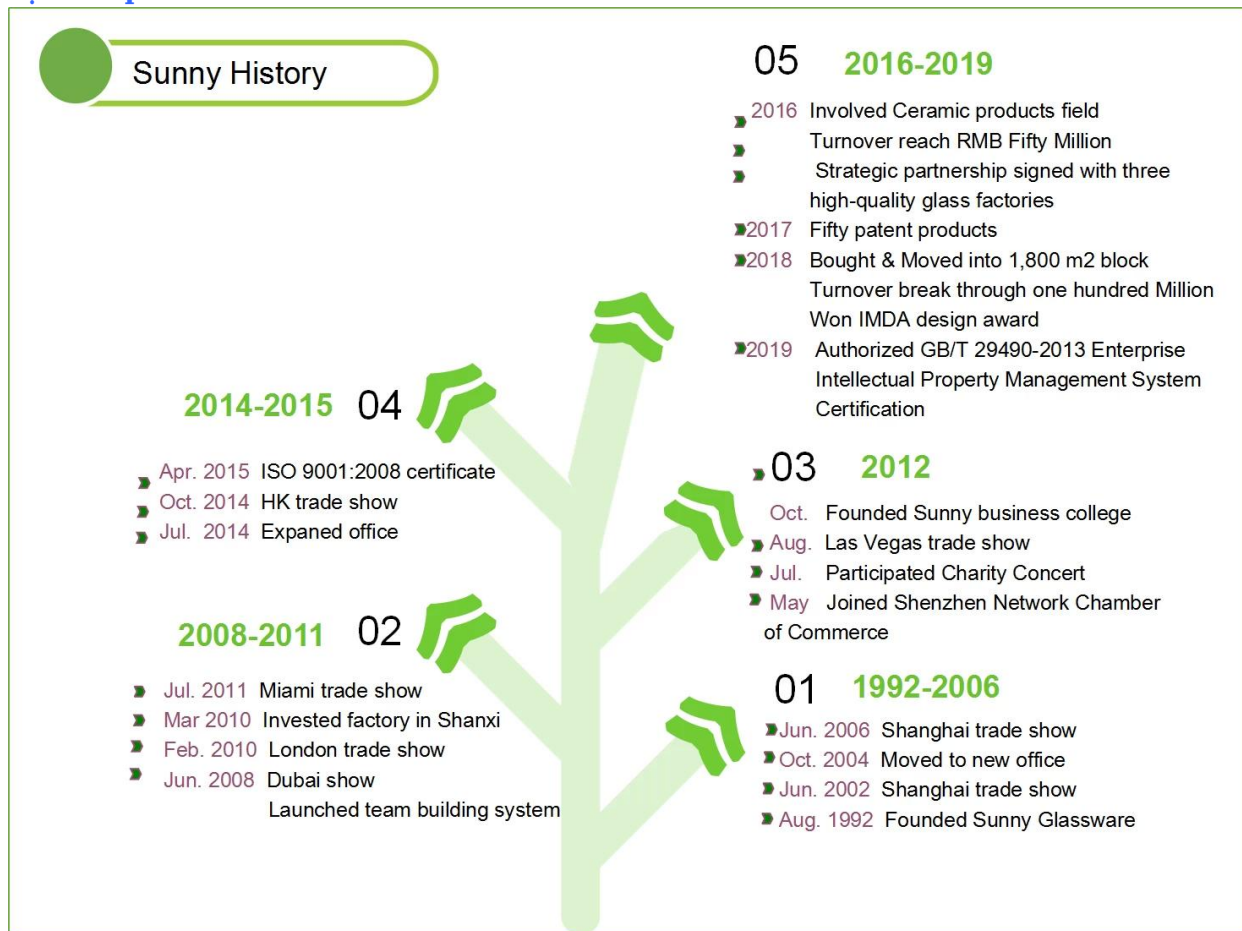 Sunny History
05 2016-2019
2016 Involved Ceramic products field
Turnover reach RMB Fifty Million
Strategic partnership signed with three
high-quality glass factories
2017 Fifty patent products
2018 Bought & Moved into 1,800 m2 block
Turnover break through one hundred Million
Won IMDA design award
2019 Authorized GB/T 29490-2013 Enterprise
Intellectual Property Management System
Certification
2014-2015 04
Apr. 2015 ISO 9001:2008 certificate
Oct. 2014 HK trade show
Jul. 2014 Expaned office
03 2012
Oct. Founded Sunny business college
Aug. Las Vegas trade show
Jul. Participated Charity Concert
May Joined Shenzhen Network Chamber
of Commerce
2008-2011 02
Jul. 2011 Miami trade show
Mar 2010 Invested factory in Shanxi
Feb. 2010 London trade show
Jun. 2008 Dubai show
Launched team building system
01 1992-2006
Jun. 2006 Shanghai trade show
Oct. 2004 Moved to new office
Jun. 2002 Shanghai trade show
Aug. 1992 Founded Sunny Glassware